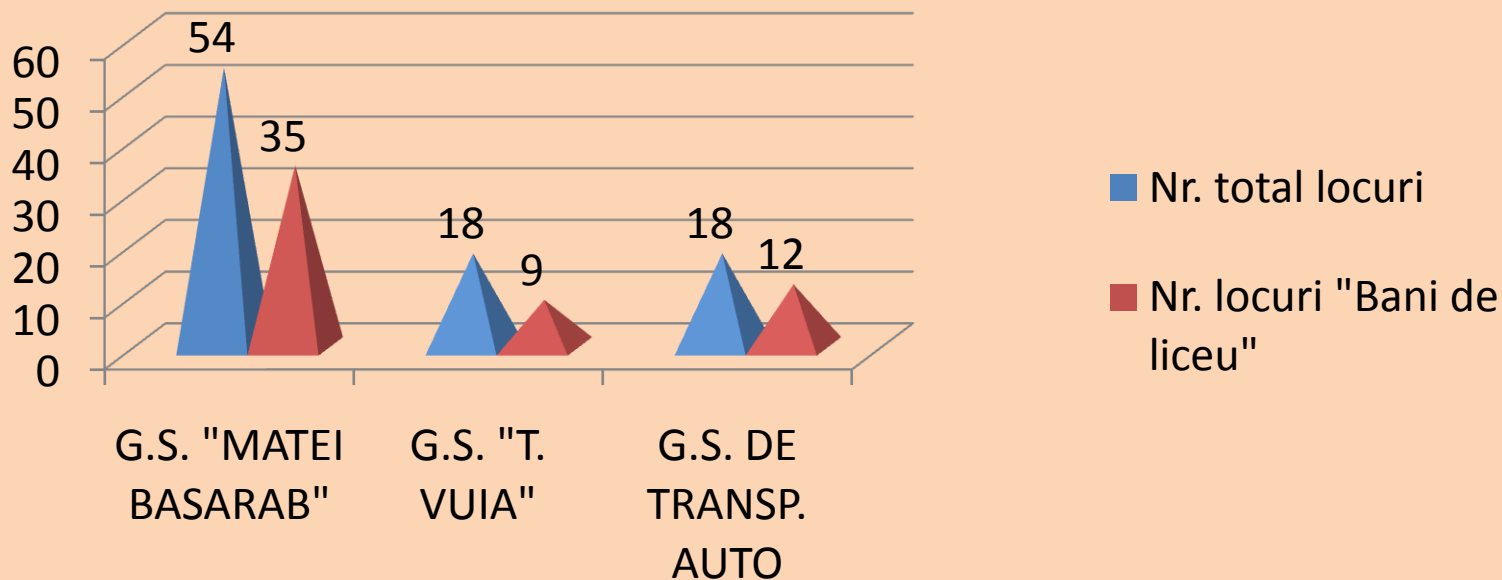 60
50
40
30
20
10
0
54
35
18
9
18
12
G.S. "MATEI
BASARAB"
G.S. "T.
VUIA"
G.S. DE
TRANSP.
AUTO
Nr. total locuri
Nr. locuri "Bani de
liceu"